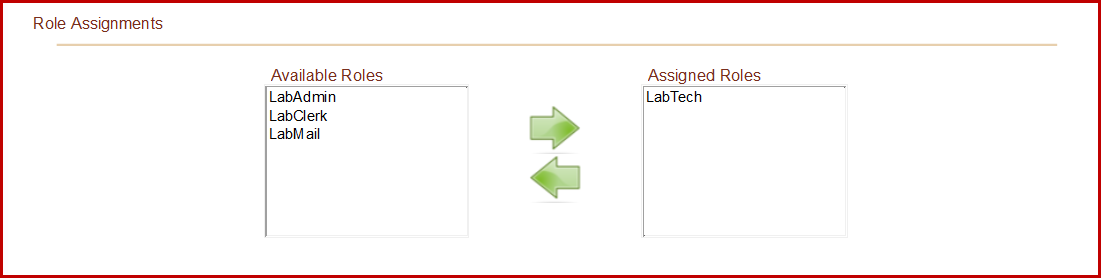 Role Assignments
Available Roles
LabAdmin
LabClerk
LabMail
Assigned Roles
LabTech